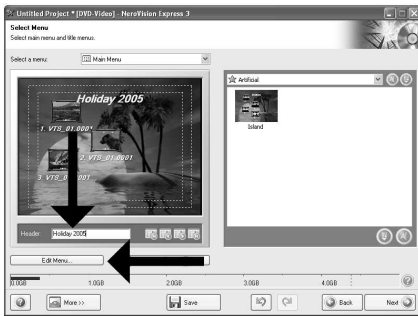 Untitled Project * [DVD-Video] - NeroVision Express 3
Select Menu
Select main menu and title menus.
Select a menu: Main Menu
Artificial
Holiday 2005
Island
1. VTS_01.000
2. VTS_01.0001
3. VTS_01.0001
Header: Holiday 2005
Edit Menu...
0.0GB 1.0GB 2.0GB 3.0GB 4.0GB
More >> Save Back Next